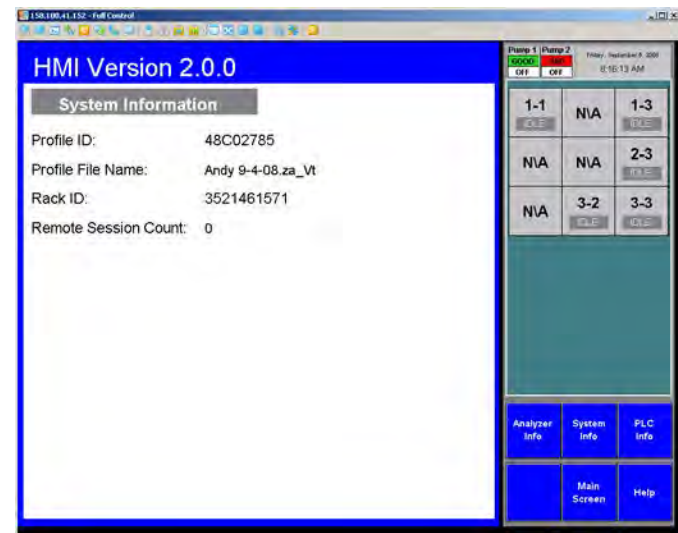 158.100.41.152 - Full Control
HMI Version 2.0.0
System Information
Profile ID: 48C02785
Profile File Name: Andy 9-4-08.za_Vt
Rack ID: 3521461571
Remote Session Count: 0
Pump 1 Pump 2
GOOD
OFF OFF
8:16:13 AM
1-1 N\A 1-3
IDLE IDLE
N\A N\A 2-3
IDLE
N\A 3-2 3-3
IDLE IDLE
Analyzer Info
System Info
PLC Info
Main Screen
Help